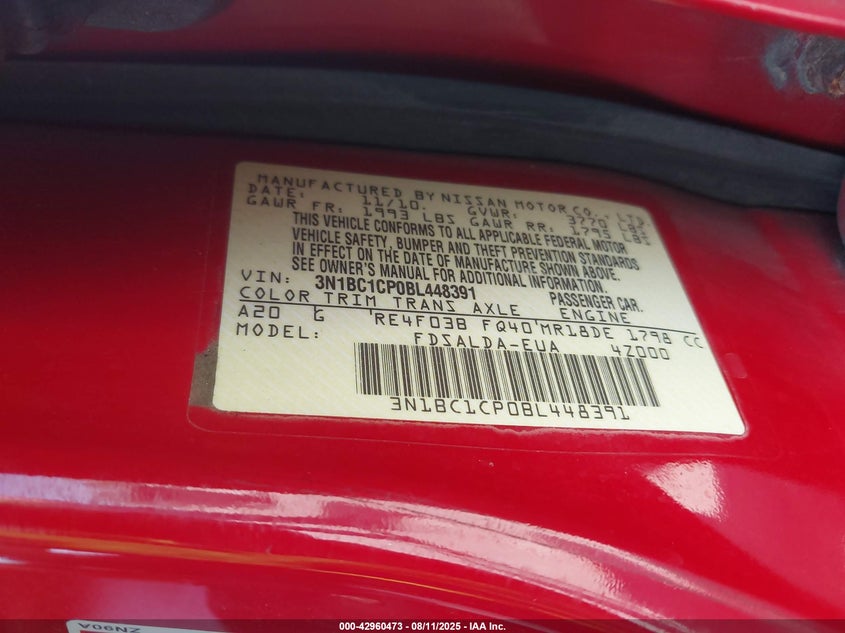 MANUFACTURED BY NISSAN MOTOR CO., LTD.
DATE: 11/10. GVWR: 3770 LBS
GAWR FR: 1993 LBS GAWR RR: 1795 LBS
THIS VEHICLE CONFORMS TO ALL APPLICABLE FEDERAL MOTOR
VEHICLE SAFETY, BUMPER AND THEFT PREVENTION STANDARDS
IN EFFECT ON THE DATE OF MANUFACTURE SHOWN ABOVE.
SEE OWNER'S MANUAL FOR ADDITIONAL INFORMATION.
VIN: 3N1BC1CP0BL448391 PASSENGER CAR.
COLOR TRIM TRANS AXLE ENGINE
A20 G RE4F03B FQ40 MR18DE 1798 CC
MODEL: FDSALDA-EUA 4Z000
3N1BC1CP0BL448391
ZN90A
000-42960473 - 08/11/2025 - IAA Inc.